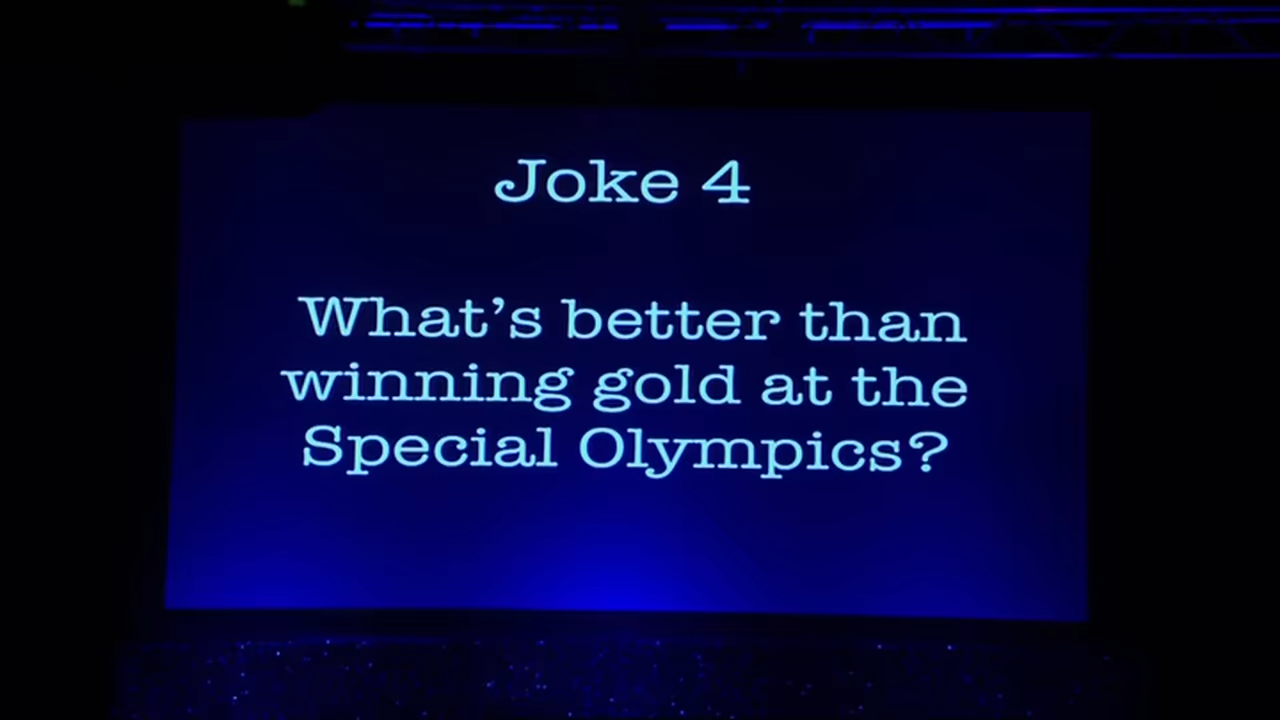 Joke 4
What's better than
winning gold at the
Special Olympics?